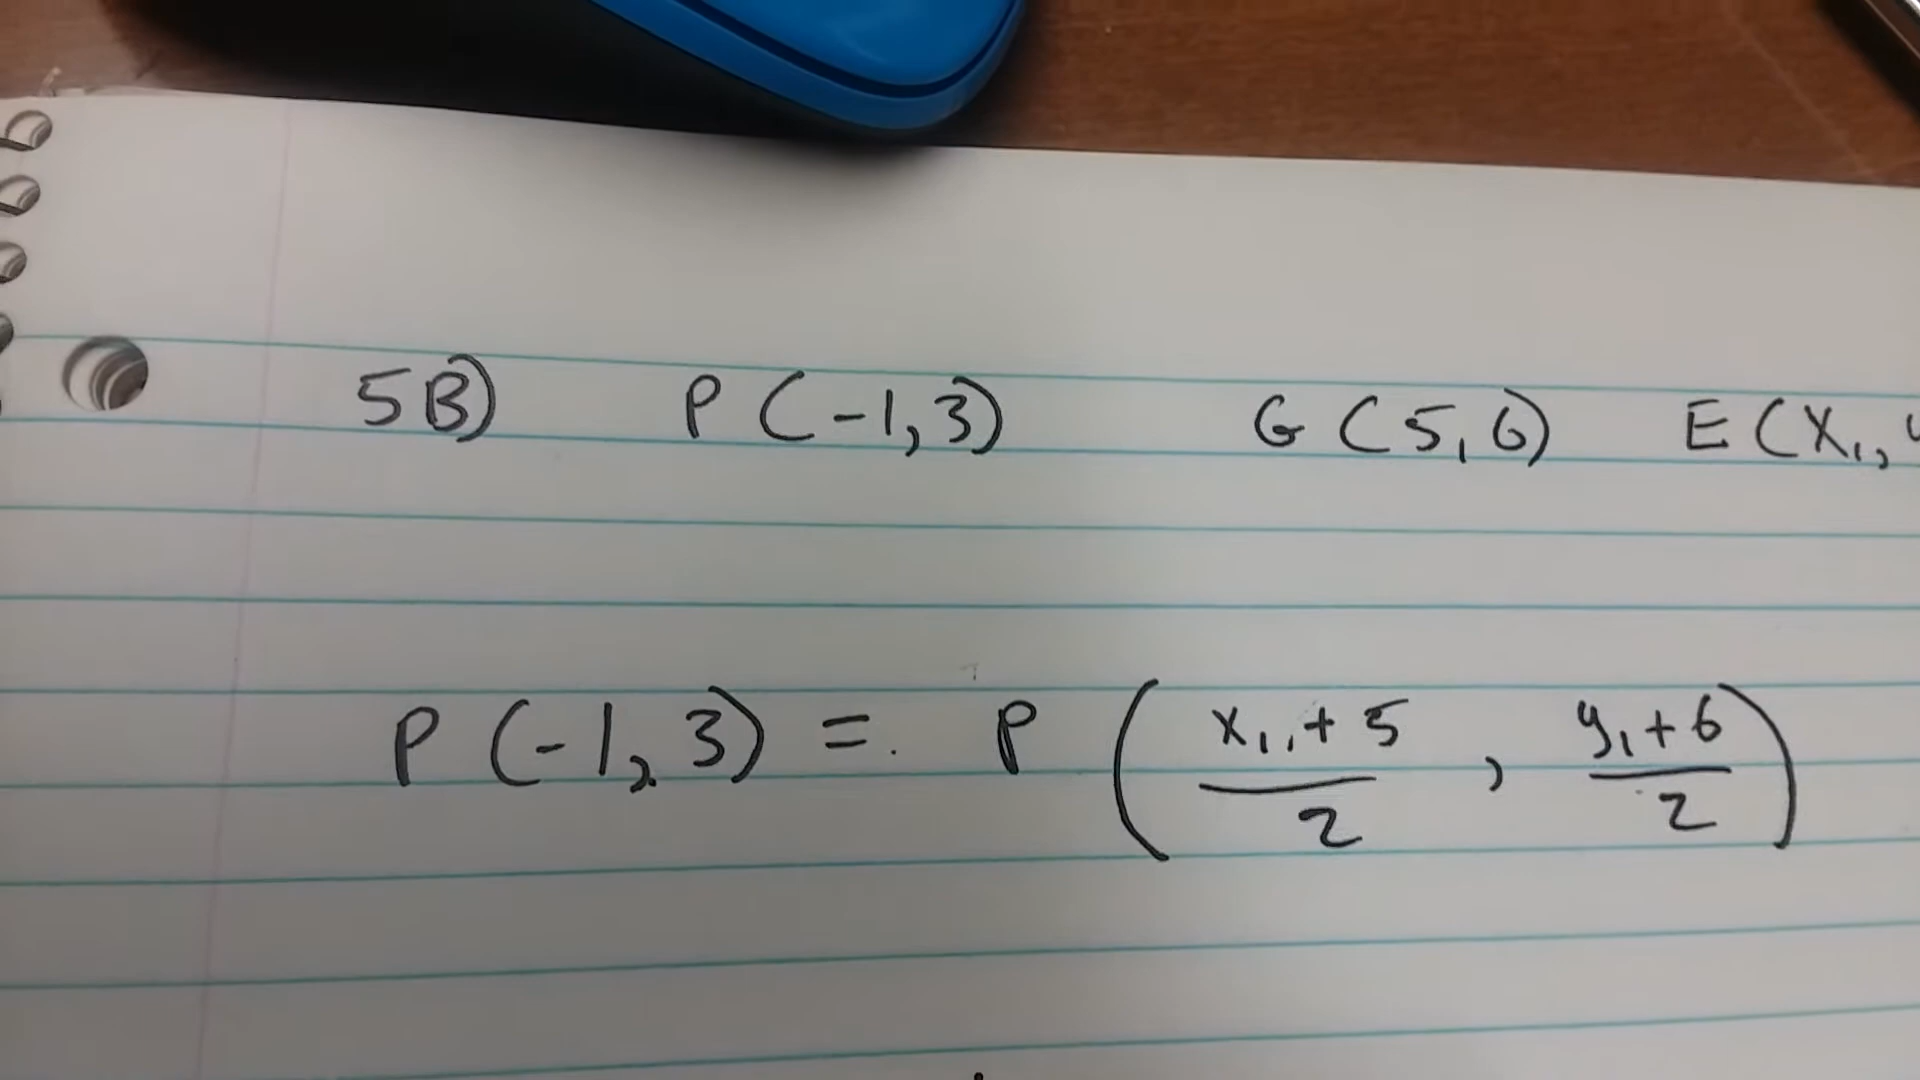 5B) P(-1,3) G(5,6) E(x₁,
P(-1,3) = P(x₁+5/2, y₁+6/2)